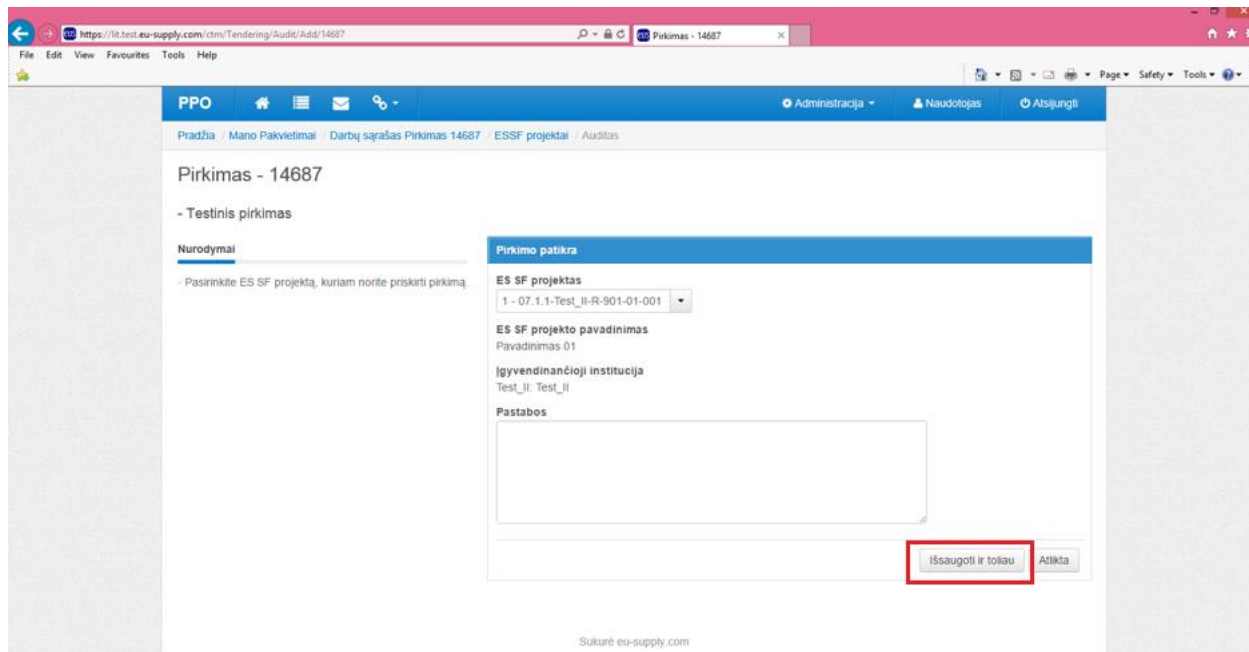 https://lit.test.eu-supply.com/ctm/Tendering/Audit/Add/14687
Pirkimas - 14687
File Edit View Favourites Tools Help
Page Safety Tools
PPO Administracija Naudotojas Atsijungti
Pradžia / Mano Pakvietimai / Darbų sąrašas Pirkimas 14687 / ESSF projektai / Auditas
Pirkimas - 14687
- Testinis pirkimas
Nurodymai
- Pasirinkite ES SF projektą, kuriam norite priskirti pirkimą.
Pirkimo patikra
ES SF projektas
1 - 07.1.1-Test_II-R-901-01-001
ES SF projekto pavadinimas
Pavadinimas 01
Įgyvendinančioji institucija
Test_II: Test_II
Pastabos
Išsaugoti ir toliau Atlikta
Sukūrė eu-supply.com